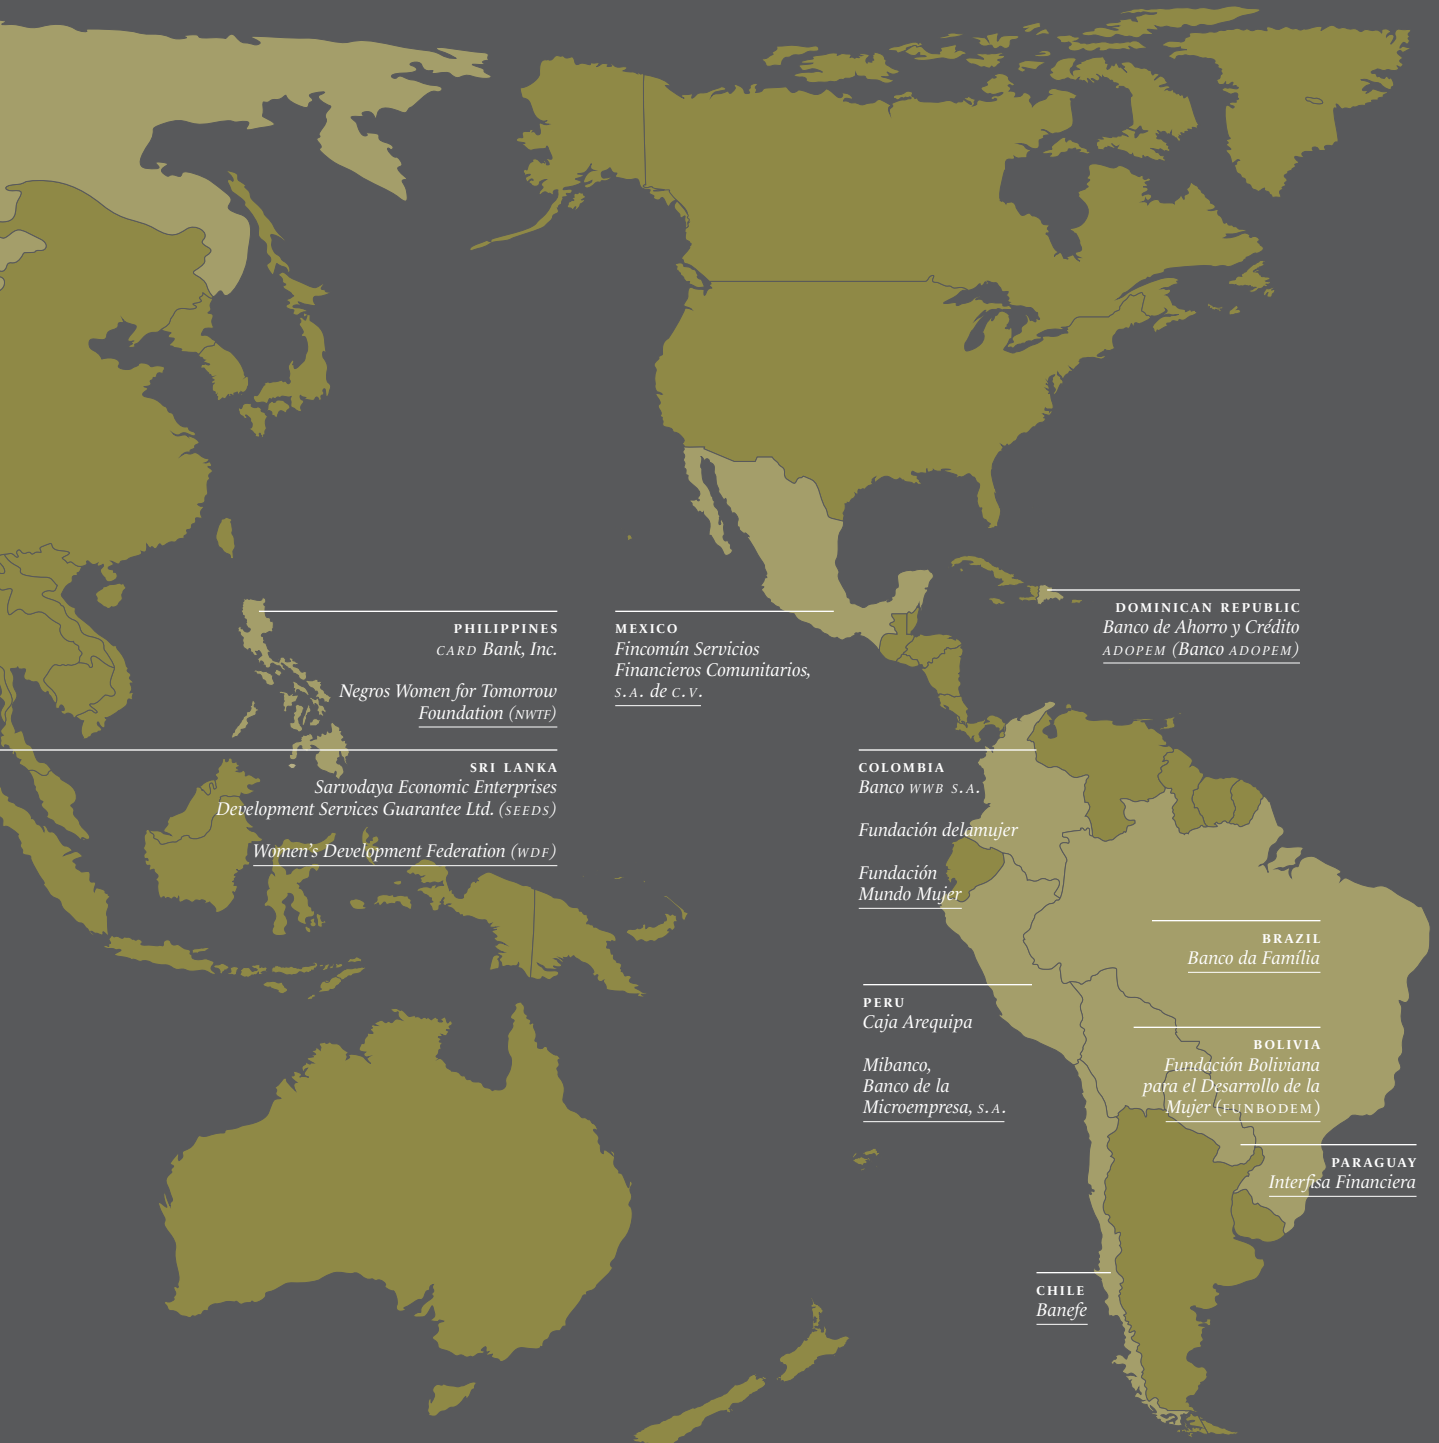 PHILIPPINES
CARD Bank, Inc.
Negros Women for Tomorrow
Foundation (NWTF)
SRI LANKA
Sarvodaya Economic Enterprises
Development Services Guarantee Ltd. (SEEDS)
Women's Development Federation (WDF)
MEXICO
Fincomún Servicios
Financieros Comunitarios,
S.A. de C.V.
DOMINICAN REPUBLIC
Banco de Ahorro y Crédito
ADOPEM (Banco ADOPEM)
COLOMBIA
Banco WWB S.A.
Fundación delamujer
Fundación
Mundo Mujer
BRAZIL
Banco da Família
PERU
Caja Arequipa
Mibanco,
Banco de la
Microempresa, S.A.
BOLIVIA
Fundación Boliviana
para el Desarrollo de la
Mujer (FUNBODEM)
PARAGUAY
Interfisa Financiera
CHILE
Banefe